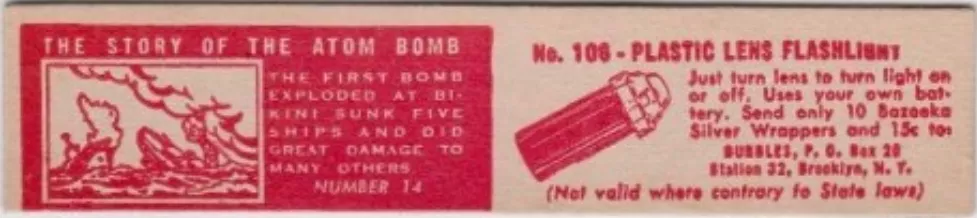 THE STORY OF THE ATOM BOMB
THE FIRST BOMB
EXPLODED AT BI-
KINI SUNK FIVE
SHIPS AND DID
GREAT DAMAGE TO
MANY OTHERS
NUMBER 14
No. 106 - PLASTIC LENS FLASHLIGHT
Just turn lens to turn light on
or off. Uses your own bat-
tery. Send only 10 Bazooka
Silver Wrappers and 15c to:
BUBBLES, P. O. Box 20
Station 32, Brooklyn, N. Y.
(Not valid where contrary to State laws)